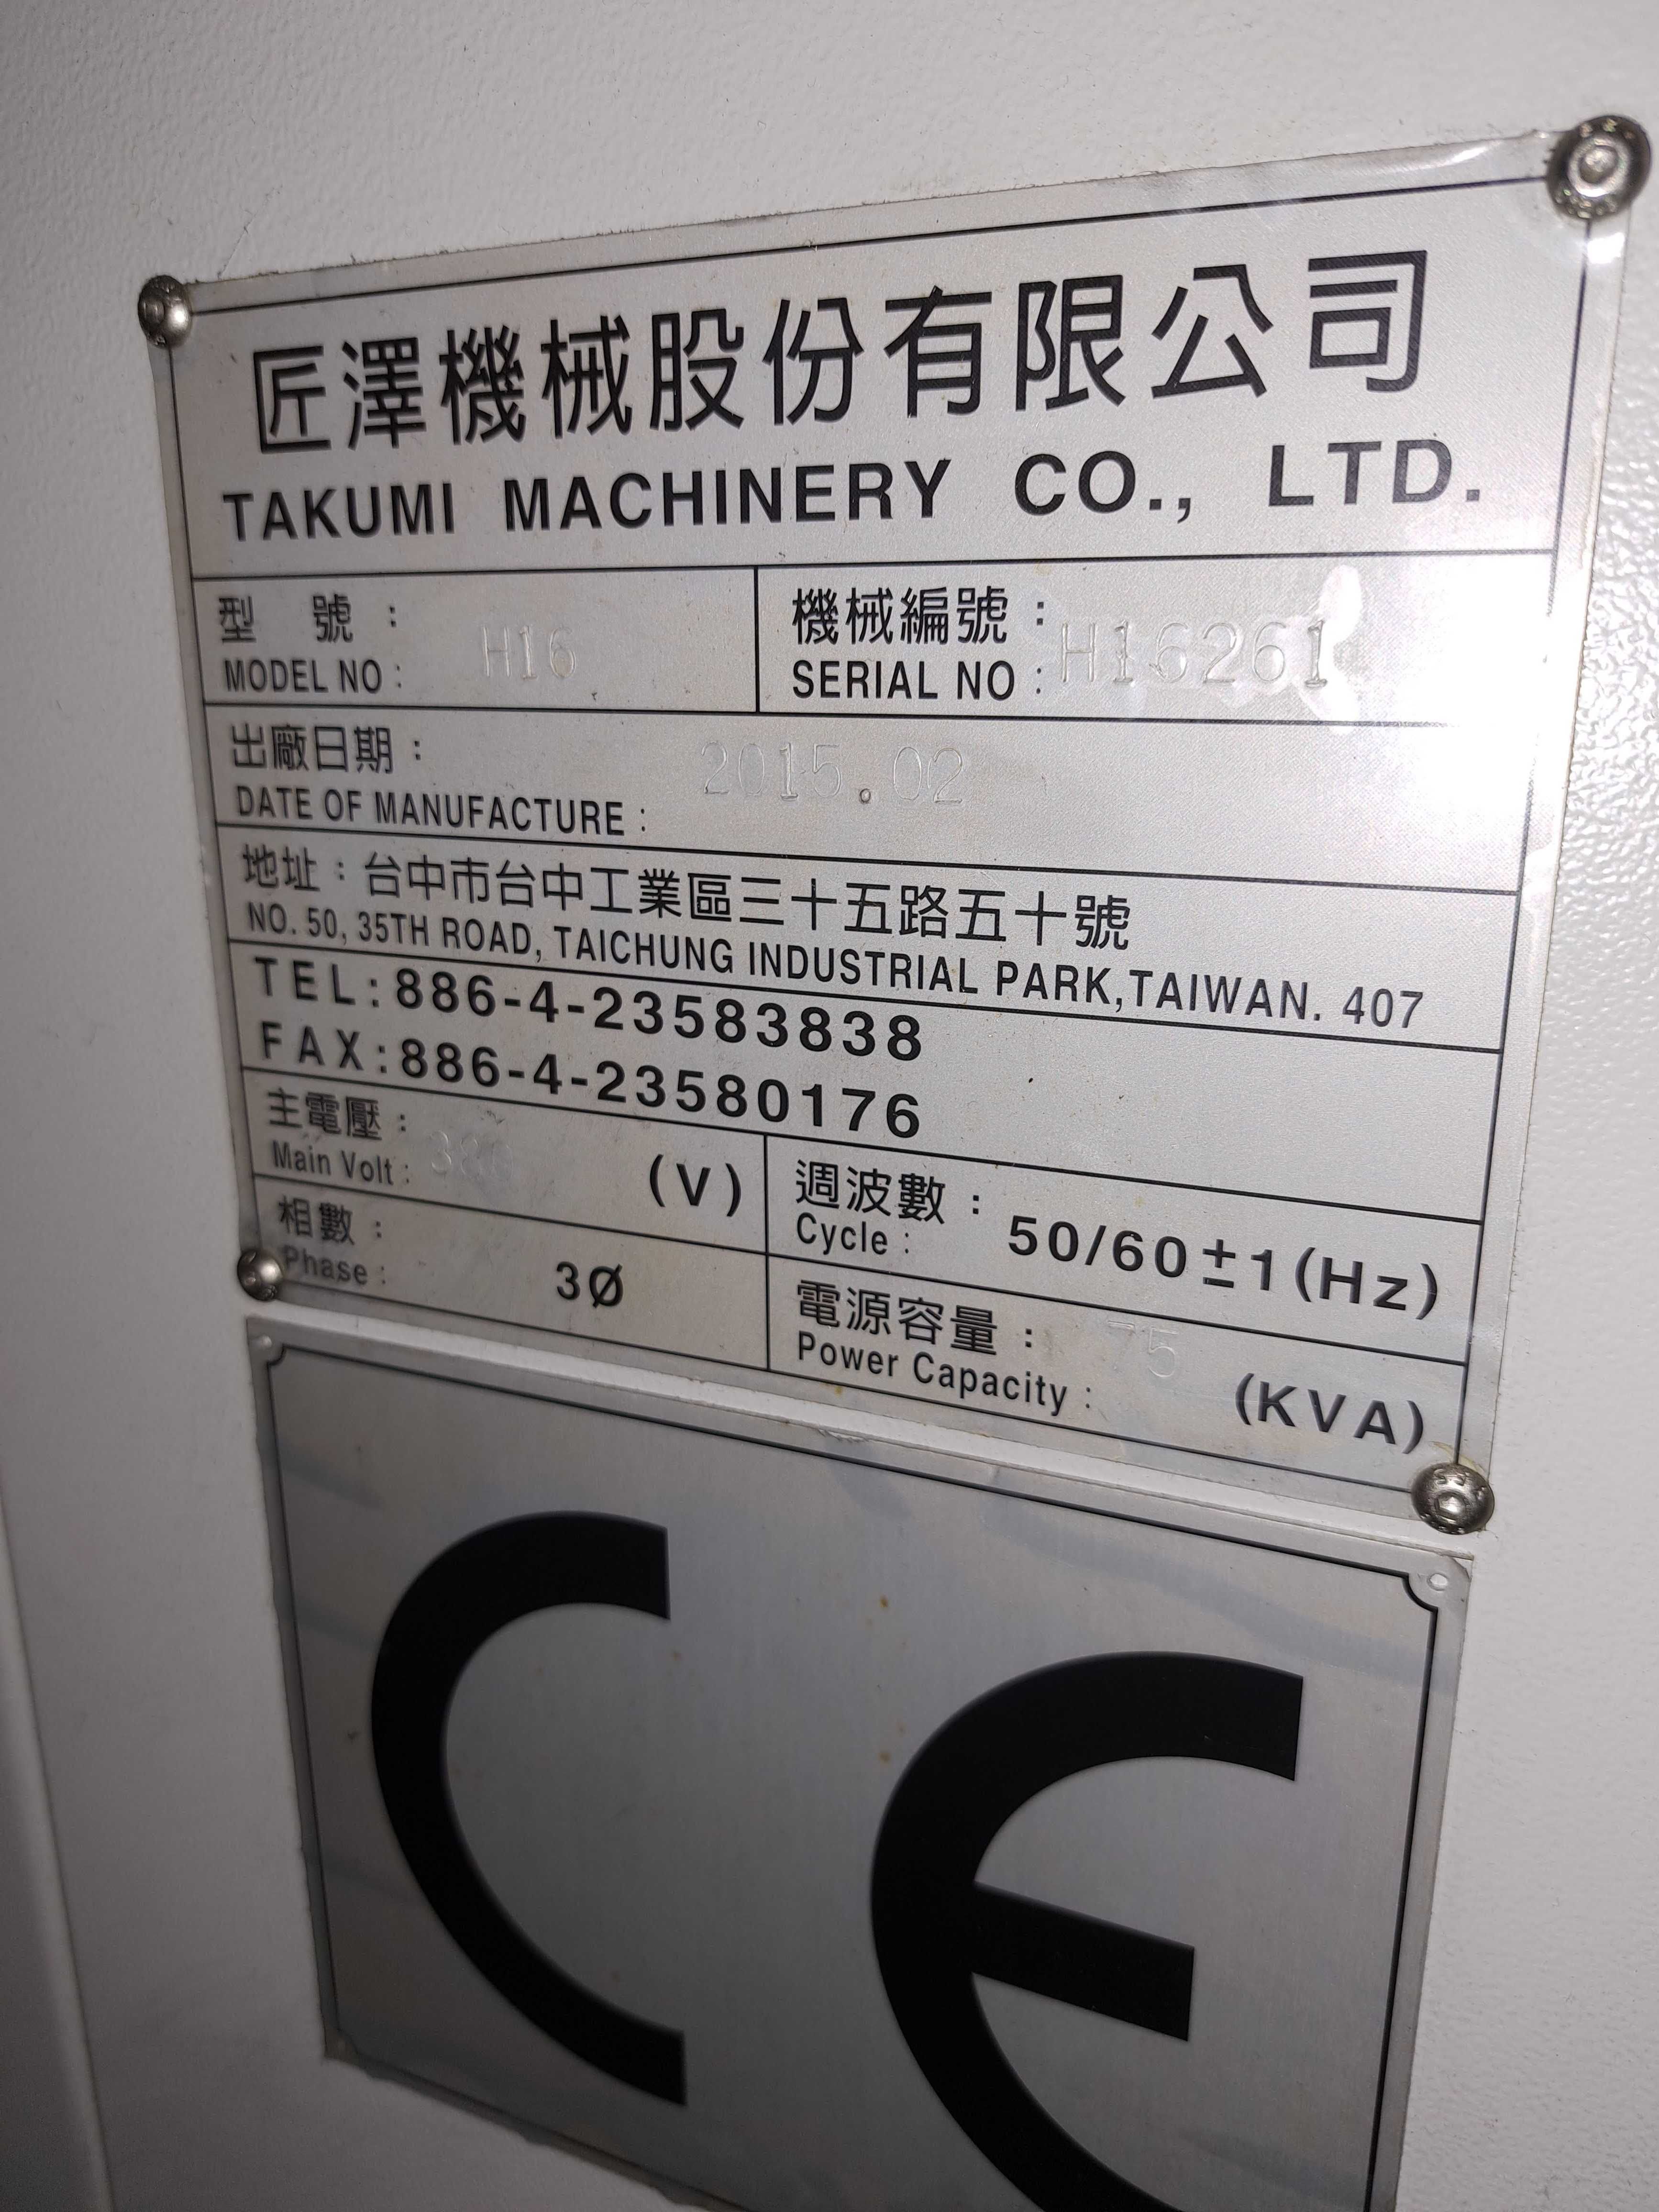 匠澤機械股份有限公司
TAKUMI MACHINERY CO., LTD.
型 號 :
MODEL NO : H16
機械編號 :
SERIAL NO : H16261
出廠日期 :
DATE OF MANUFACTURE : 2015.02
地址 : 台中市台中工業區三十五路五十號
NO. 50, 35TH ROAD, TAICHUNG INDUSTRIAL PARK,TAIWAN. 407
TEL:886-4-23583838
FAX:886-4-23580176
主電壓 :
Main Volt : 380 (V)
週波數 :
Cycle : 50/60±1(Hz)
相數 :
Phase : 3Ø
電源容量 :
Power Capacity : 75 (KVA)
CE